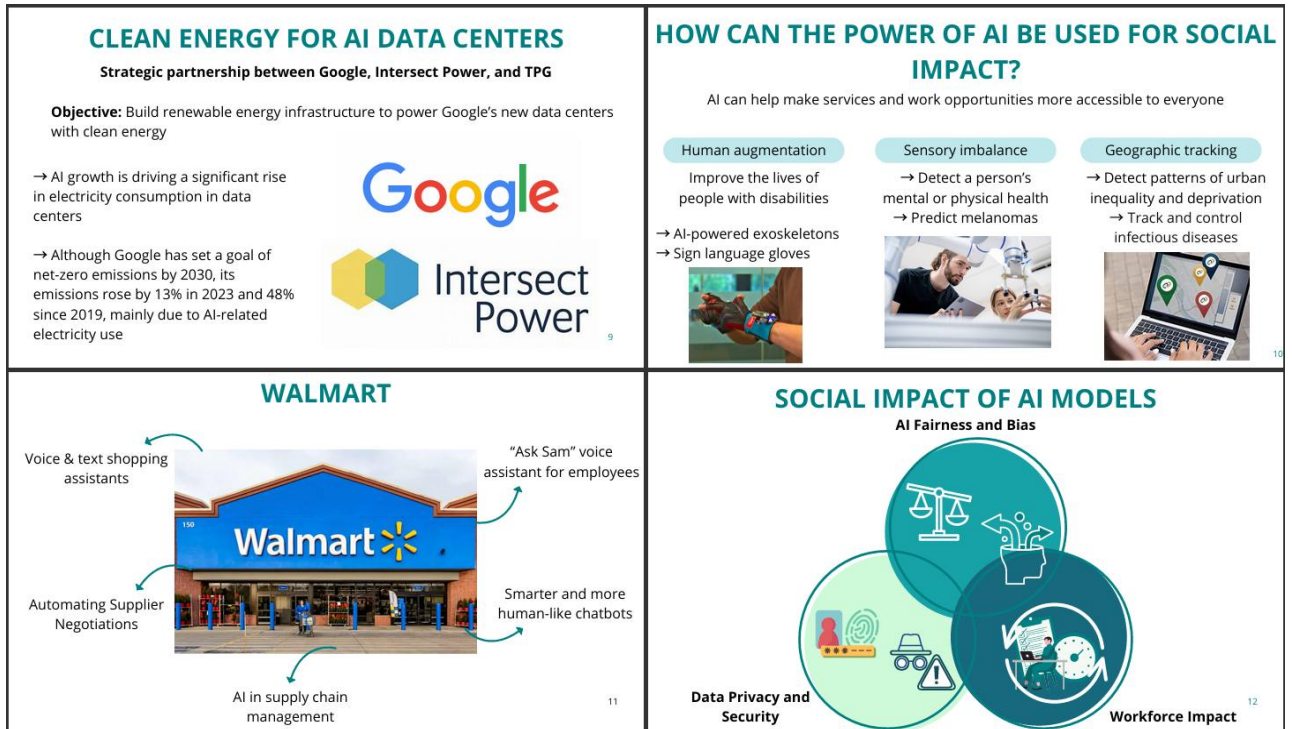 CLEAN ENERGY FOR AI DATA CENTERS
Strategic partnership between Google, Intersect Power, and TPG
Objective: Build renewable energy infrastructure to power Google's new data centers
with clean energy
→ AI growth is driving a significant rise
in electricity consumption in data
centers
→ Although Google has set a goal of
net-zero emissions by 2030, its
emissions rose by 13% in 2023 and 48%
since 2019, mainly due to AI-related
electricity use
Google
Intersect
Power
9
HOW CAN THE POWER OF AI BE USED FOR SOCIAL
IMPACT?
AI can help make services and work opportunities more accessible to everyone
Human augmentation
Improve the lives of
people with disabilities
→ AI-powered exoskeletons
→ Sign language gloves
Sensory imbalance
→ Detect a person's
mental or physical health
→ Predict melanomas
Geographic tracking
→ Detect patterns of urban
inequality and deprivation
→ Track and control
infectious diseases
10
WALMART
Voice & text shopping
assistants
"Ask Sam" voice
assistant for employees
150
Walmart
Automating Supplier
Negotiations
Smarter and more
human-like chatbots
AI in supply chain
management
11
SOCIAL IMPACT OF AI MODELS
AI Fairness and Bias
Data Privacy and
Security
Workforce Impact
12